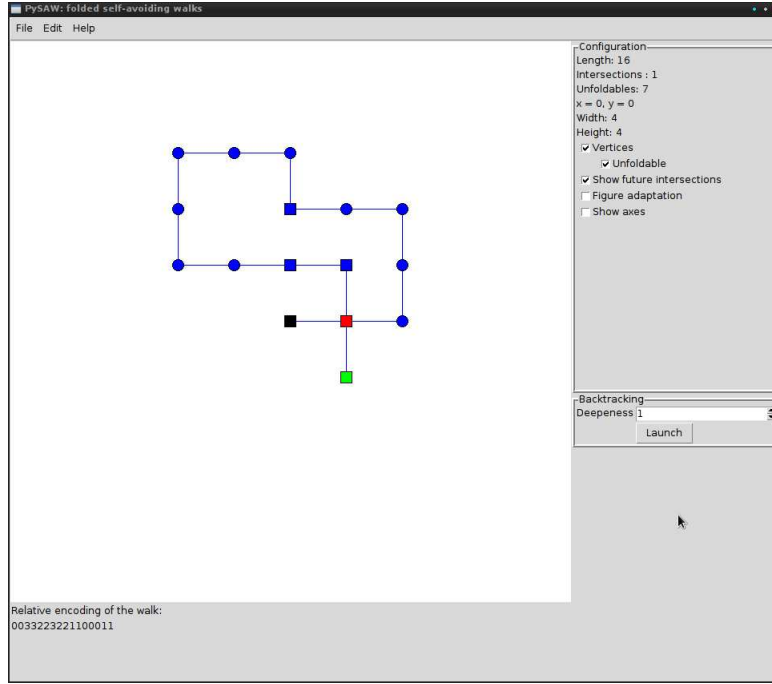 PySAW: folded self-avoiding walks
File Edit Help
Configuration
Length: 16
Intersections : 1
Unfoldables: 7
x = 0, y = 0
Width: 4
Height: 4
Vertices
Unfoldable
Show future intersections
Figure adaptation
Show axes
Backtracking
Deepeness 1
Launch
Relative encoding of the walk:
0033223221100011